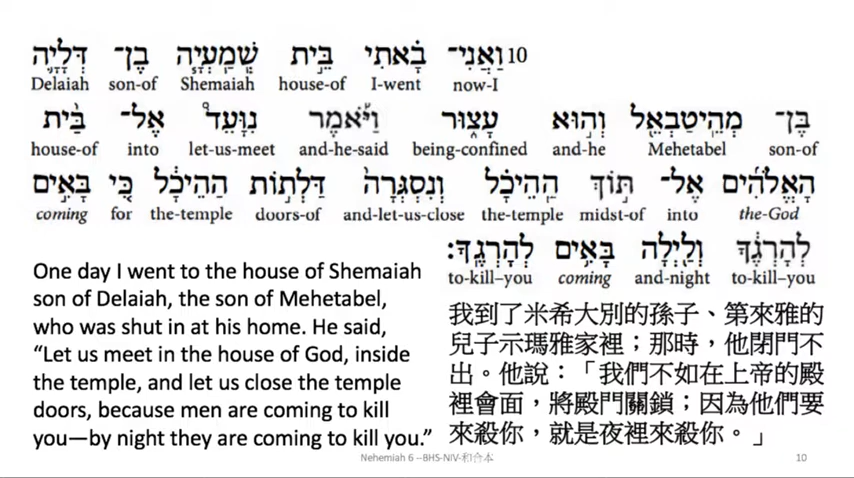 10 וַאֲנִי־ בָאתִי בֵּית שְׁמַעְיָה בֶן־ דְּלָיָה
now-I I-went house-of Shemaiah son-of Delaiah
בֶּן־ מְהֵיטַבְאֵל וְהוּא עָצוּר וַיֹּאמֶר נִוָּעֵד אֶל־ בֵּית
son-of Mehetabel and-he being-confined and-he-said let-us-meet into house-of
הָאֱלֹהִים אֶל־ תּוֹךְ הַהֵיכָל וְנִסְגְּרָה דַּלְתוֹת הַהֵיכָל כִּי בָּאִים
the-God into midst-of the-temple and-let-us-close doors-of the-temple for coming
לְהָרְגֶךָ וְלַיְלָה בָּאִים לְהָרְגֶךָ׃
to-kill–you and-night coming to-kill–you
One day I went to the house of Shemaiah
son of Delaiah, the son of Mehetabel,
who was shut in at his home. He said,
“Let us meet in the house of God, inside
the temple, and let us close the temple
doors, because men are coming to kill
you—by night they are coming to kill you.”
我到了米希大別的孫子、第來雅的
兒子示瑪雅家裡；那時，他閉門不
出。他說：「我們不如在上帝的殿
裡會面，將殿門關鎖；因為他們要
來殺你，就是夜裡來殺你。」
Nehemiah 6 –BHS-NIV-和合本
10